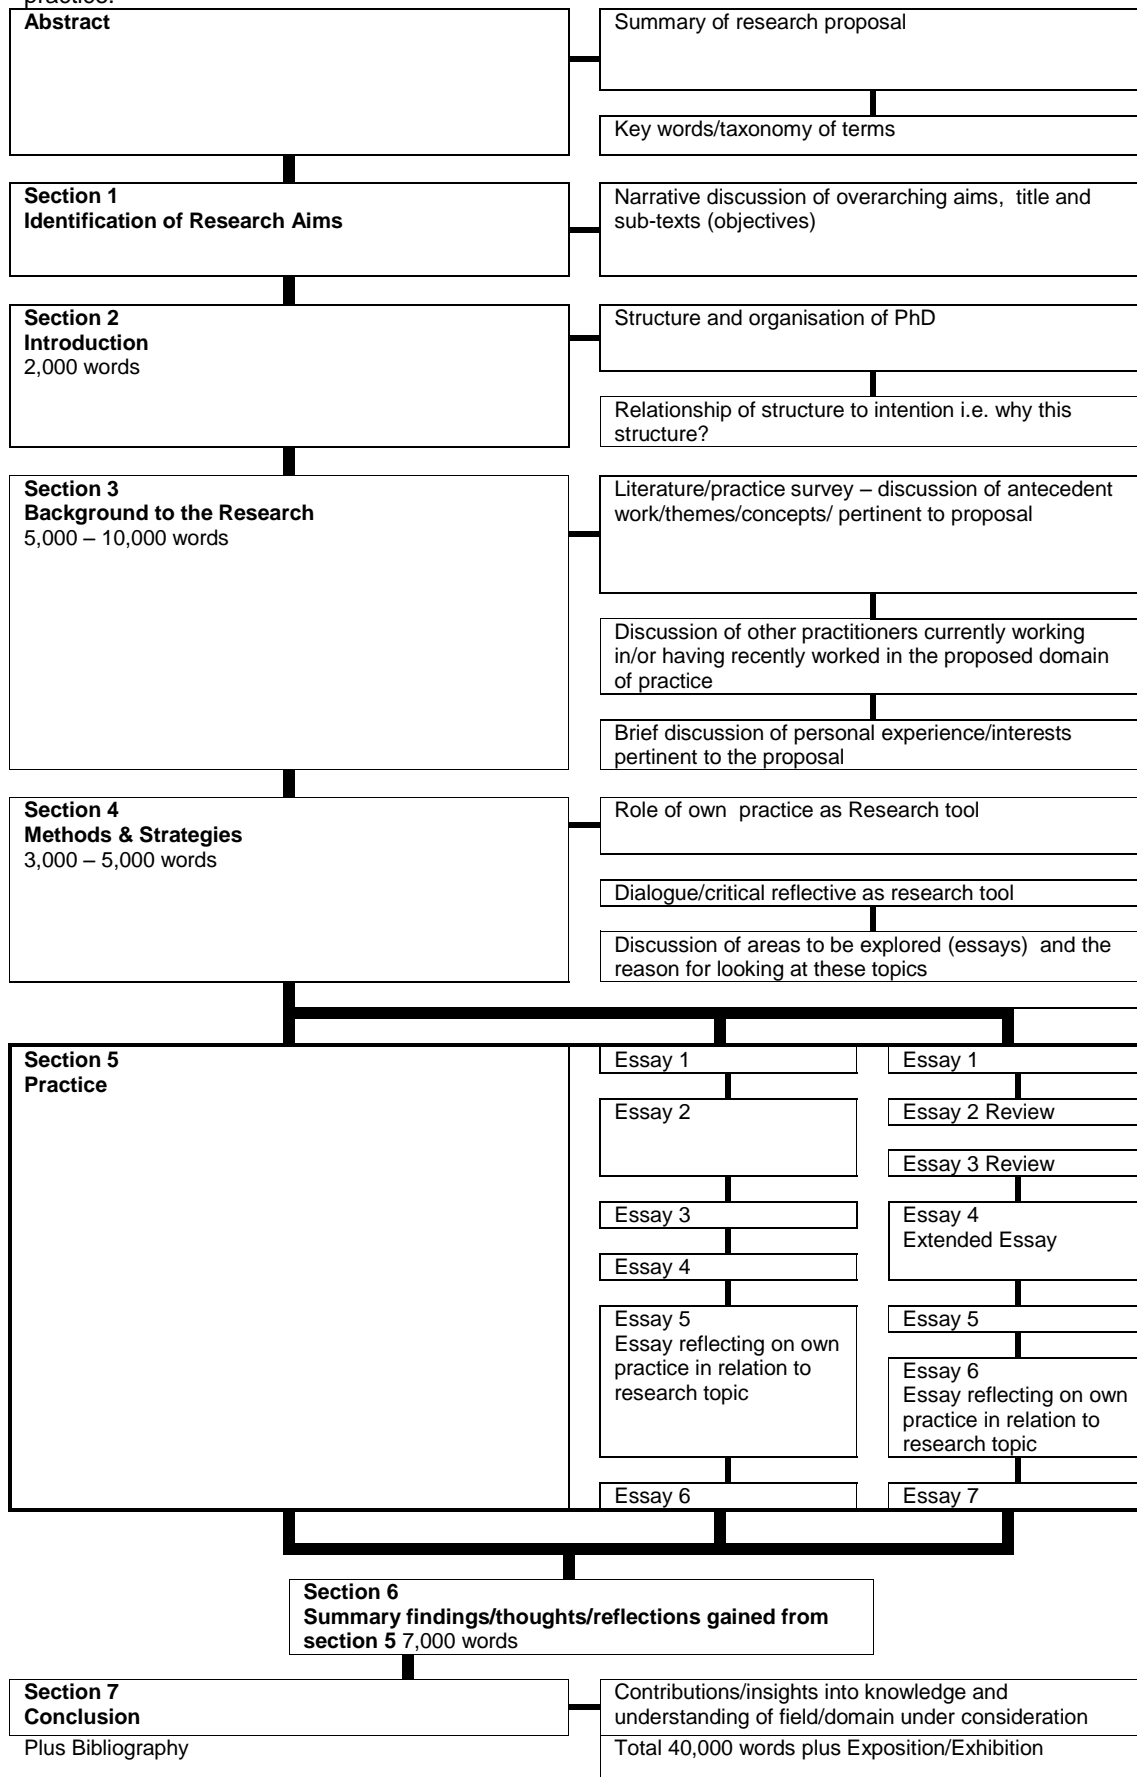 practice.
Abstract
Summary of research proposal
Key words/taxonomy of terms
Section 1
Identification of Research Aims
Narrative discussion of overarching aims, title and
sub-texts (objectives)
Section 2
Introduction
2,000 words
Structure and organisation of PhD
Relationship of structure to intention i.e. why this
structure?
Section 3
Background to the Research
5,000 – 10,000 words
Literature/practice survey – discussion of antecedent
work/themes/concepts/ pertinent to proposal
Discussion of other practitioners currently working
in/or having recently worked in the proposed domain
of practice
Brief discussion of personal experience/interests
pertinent to the proposal
Section 4
Methods & Strategies
3,000 – 5,000 words
Role of own practice as Research tool
Dialogue/critical reflective as research tool
Discussion of areas to be explored (essays) and the
reason for looking at these topics
Section 5
Practice
Essay 1
Essay 2
Essay 3
Essay 4
Essay 5
Essay reflecting on own
practice in relation to
research topic
Essay 6
Essay 1
Essay 2 Review
Essay 3 Review
Essay 4
Extended Essay
Essay 5
Essay 6
Essay reflecting on own
practice in relation to
research topic
Essay 7
Section 6
Summary findings/thoughts/reflections gained from
section 5 7,000 words
Section 7
Conclusion
Contributions/insights into knowledge and
understanding of field/domain under consideration
Plus Bibliography
Total 40,000 words plus Exposition/Exhibition